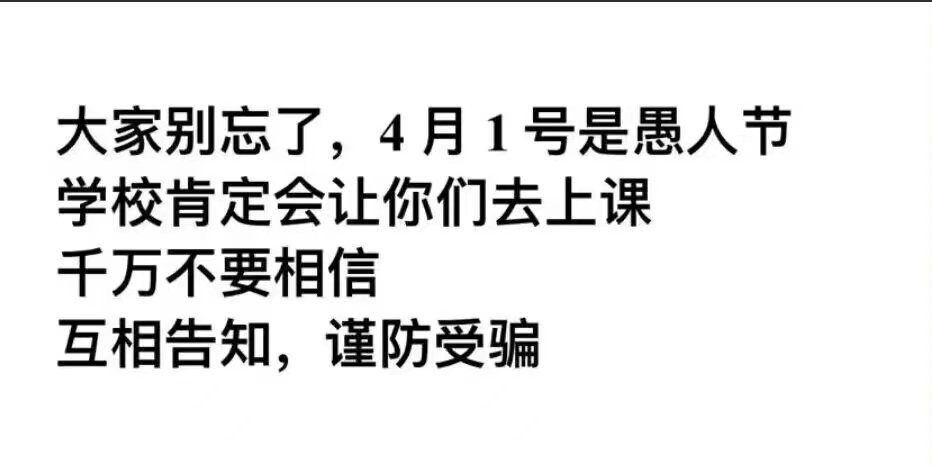 大家别忘了，4 月 1 号是愚人节
学校肯定会让你们去上课
千万不要相信
互相告知，谨防受骗